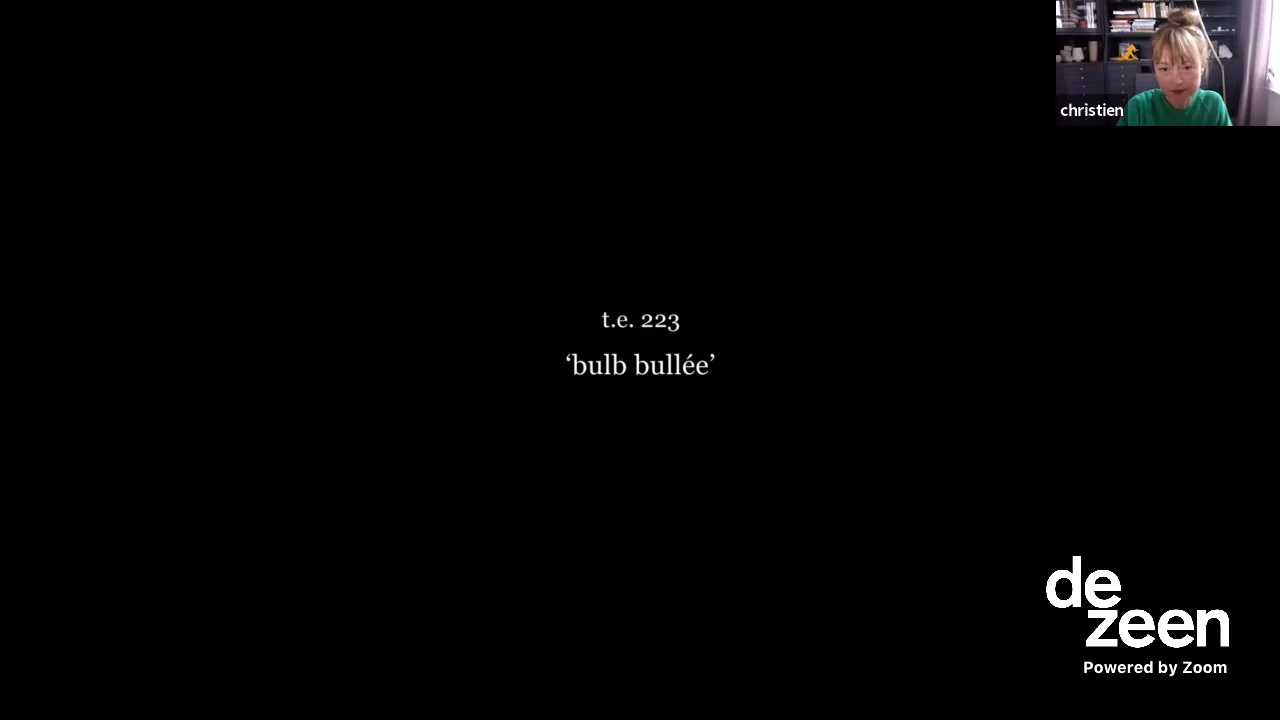 christien
t.e. 223
‘bulb bullée’
de
zeen
Powered by Zoom